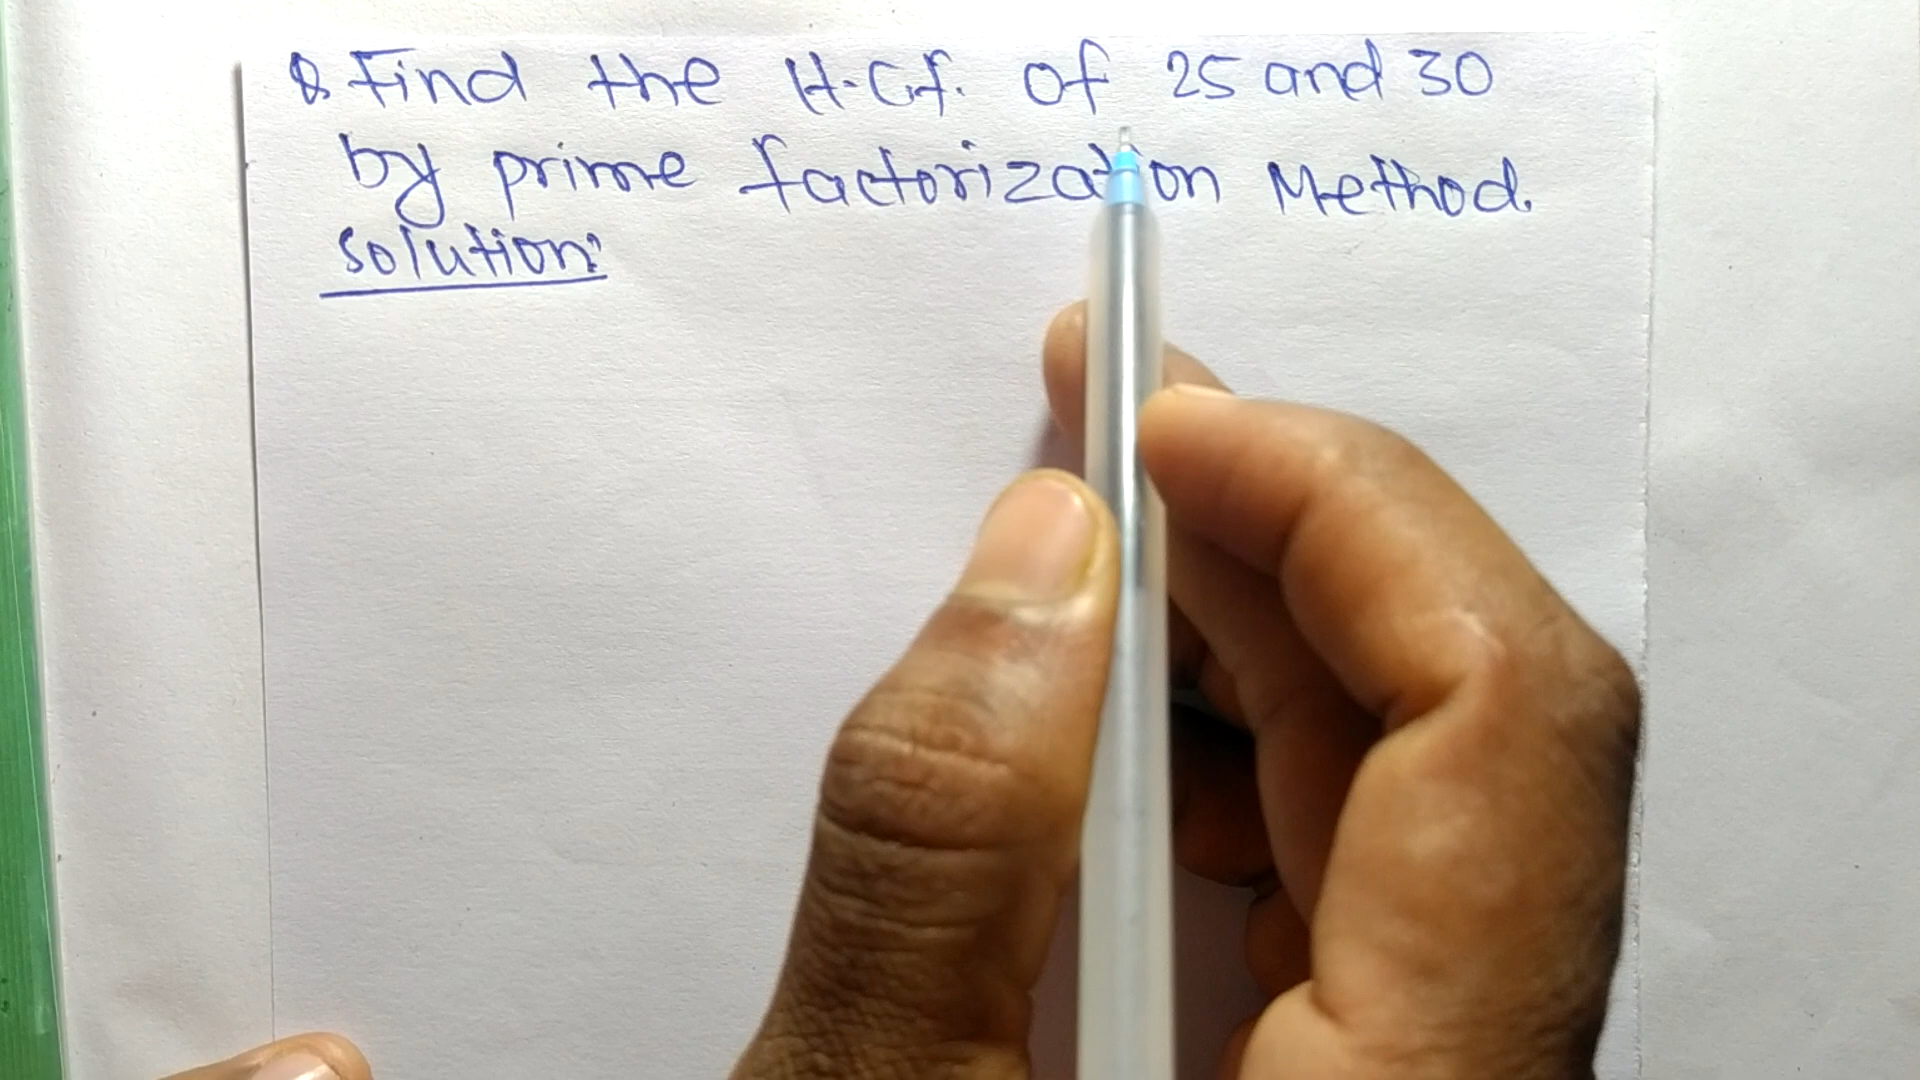 Q Find the H.C.f. of 25 and 30
by prime factorization Method.
Solution: